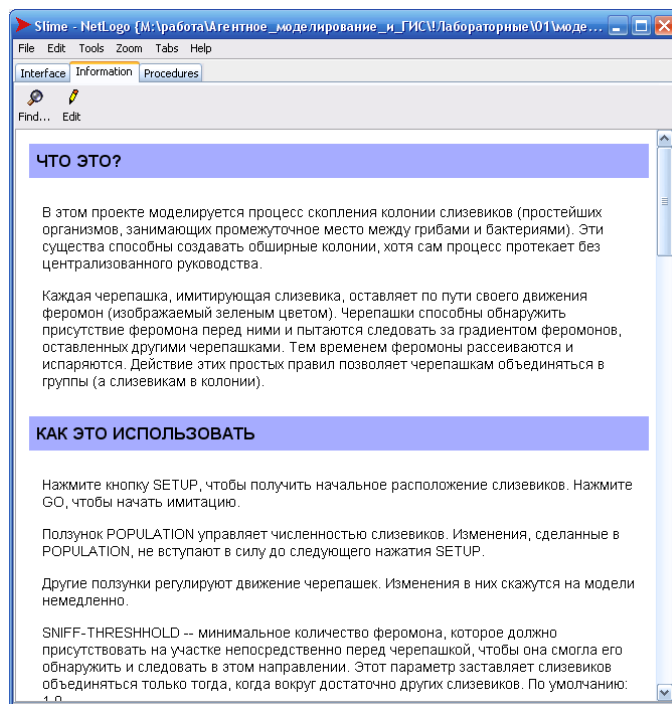 Slime - NetLogo {M:\работа\Агентное_моделирование_и_ГИС\!Лабораторные\01\моде...
File Edit Tools Zoom Tabs Help
Interface Information Procedures
Find... Edit
ЧТО ЭТО?
В этом проекте моделируется процесс скопления колонии слизевиков (простейших
организмов, занимающих промежуточное место между грибами и бактериями). Эти
существа способны создавать обширные колонии, хотя сам процесс протекает без
централизованного руководства.
Каждая черепашка, имитирующая слизевика, оставляет по пути своего движения
феромон (изображаемый зеленым цветом). Черепашки способны обнаружить
присутствие феромона перед ними и пытаются следовать за градиентом феромонов,
оставленных другими черепашками. Тем временем феромоны рассеиваются и
испаряются. Действие этих простых правил позволяет черепашкам объединяться в
группы (а слизевикам в колонии).
КАК ЭТО ИСПОЛЬЗОВАТЬ
Нажмите кнопку SETUP, чтобы получить начальное расположение слизевиков. Нажмите
GO, чтобы начать имитацию.
Ползунок POPULATION управляет численностью слизевиков. Изменения, сделанные в
POPULATION, не вступают в силу до следующего нажатия SETUP.
Другие ползунки регулируют движение черепашек. Изменения в них скажутся на модели
немедленно.
SNIFF-THRESHHOLD -- минимальное количество феромона, которое должно
присутствовать на участке непосредственно перед черепашкой, чтобы она смогла его
обнаружить и следовать в этом направлении. Этот параметр заставляет слизевиков
объединяться только тогда, когда вокруг достаточно других слизевиков. По умолчанию: